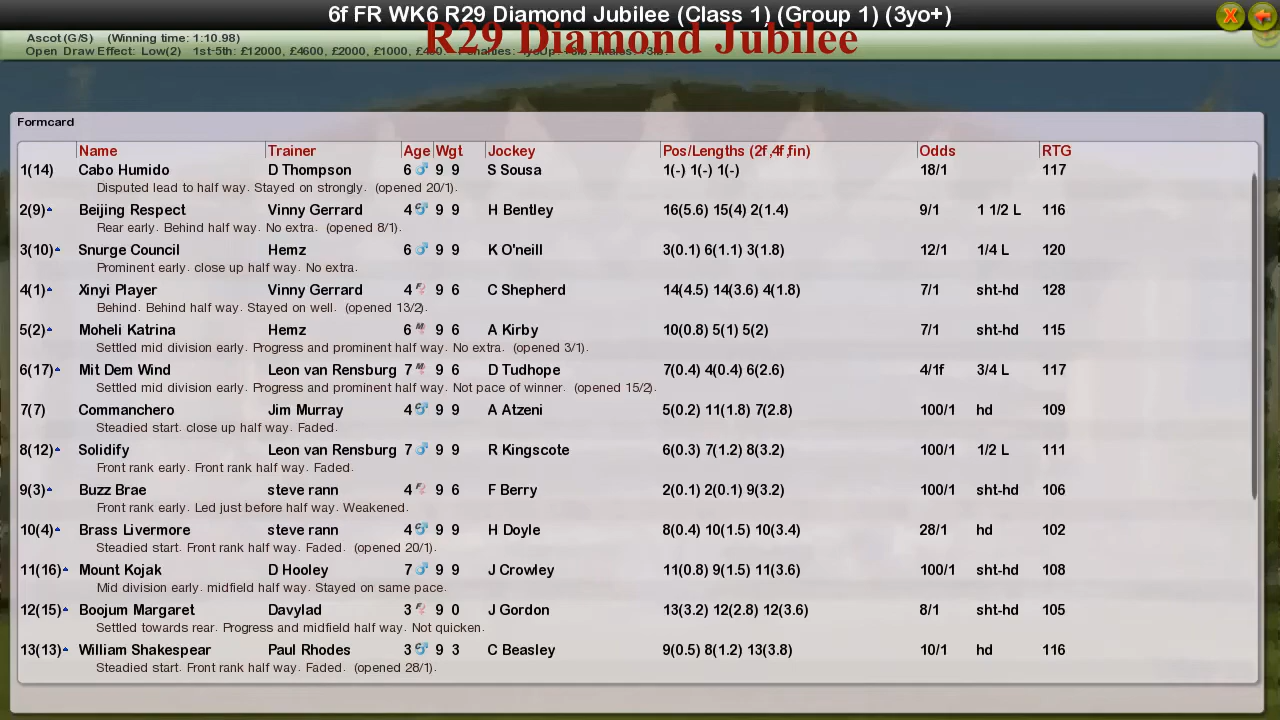 6f FR WK6 R29 Diamond Jubilee (Class 1) (Group 1) (3yo+)
R29 Diamond Jubilee
Ascot(G/S) (Winning time: 1:10.98)
Open Draw Effect: Low(2) 1st-5th: £12000, £4600, £2000, £1000,
Formcard
Name Trainer Age Wgt Jockey Pos/Lengths (2f,4f,fin) Odds RTG
1(14) Cabo Humido D Thompson 6 9 9 S Sousa 1(-) 1(-) 1(-) 18/1 117
Disputed lead to half way. Stayed on strongly. (opened 20/1).
2(9) Beijing Respect Vinny Gerrard 4 9 9 H Bentley 16(5.6) 15(4) 2(1.4) 9/1 1 1/2 L 116
Rear early. Behind half way. No extra. (opened 8/1).
3(10) Snurge Council Hemz 6 9 9 K O'neill 3(0.1) 6(1.1) 3(1.8) 12/1 1/4 L 120
Prominent early. close up half way. No extra.
4(1) Xinyi Player Vinny Gerrard 4 9 6 C Shepherd 14(4.5) 14(3.6) 4(1.8) 7/1 sht-hd 128
Behind. Behind half way. Stayed on well. (opened 13/2).
5(2) Moheli Katrina Hemz 6 9 6 A Kirby 10(0.8) 5(1) 5(2) 7/1 sht-hd 115
Settled mid division early. Progress and prominent half way. No extra. (opened 3/1).
6(17) Mit Dem Wind Leon van Rensburg 7 9 6 D Tudhope 7(0.4) 4(0.4) 6(2.6) 4/1f 3/4 L 117
Settled mid division early. Progress and prominent half way. Not pace of winner. (opened 15/2).
7(7) Commanchero Jim Murray 4 9 9 A Atzeni 5(0.2) 11(1.8) 7(2.8) 100/1 hd 109
Steadied start. close up half way. Faded.
8(12) Solidify Leon van Rensburg 7 9 9 R Kingscote 6(0.3) 7(1.2) 8(3.2) 100/1 1/2 L 111
Front rank early. Front rank half way. Faded.
9(3) Buzz Brae steve rann 4 9 6 F Berry 2(0.1) 2(0.1) 9(3.2) 100/1 sht-hd 106
Front rank early. Led just before half way. Weakened.
10(4) Brass Livermore steve rann 4 9 9 H Doyle 8(0.4) 10(1.5) 10(3.4) 28/1 hd 102
Steadied start. Front rank half way. Faded. (opened 20/1).
11(16) Mount Kojak D Hooley 7 9 9 J Crowley 11(0.8) 9(1.5) 11(3.6) 100/1 sht-hd 108
Mid division early. midfield half way. Stayed on same pace.
12(15) Boojum Margaret Davylad 3 9 0 J Gordon 13(3.2) 12(2.8) 12(3.6) 8/1 sht-hd 105
Settled towards rear. Progress and midfield half way. Not quicken.
13(13) William Shakespear Paul Rhodes 3 9 3 C Beasley 9(0.5) 8(1.2) 13(3.8) 10/1 hd 116
Steadied start. Front rank half way. Faded. (opened 28/1).